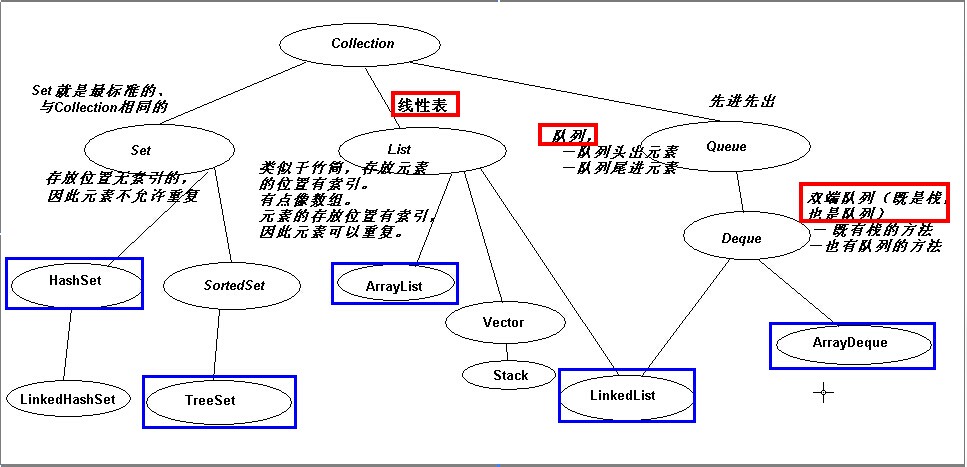 Collection
Set 就是最标准的、
与Collection相同的
线性表
先进先出
队列，
－队列头出元素
－队列尾进元素
Set
List
Queue
存放位置无索引的，
因此元素不允许重复
类似于竹筒，存放元素
的位置有索引。
有点像数组。
元素的存放位置有索引，
因此元素可以重复。
双端队列（既是栈，
也是队列）
－ 既有栈的方法
－也有队列的方法
Deque
HashSet
SortedSet
ArrayList
Vector
ArrayDeque
Stack
LinkedHashSet
TreeSet
LinkedList